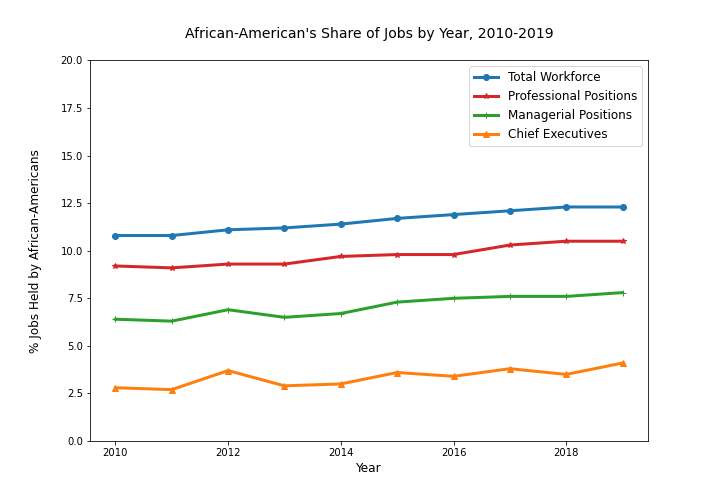 African-American's Share of Jobs by Year, 2010-2019
20.0
17.5
15.0
12.5
10.0
7.5
5.0
2.5
0.0
% Jobs Held by African-Americans
Total Workforce
Professional Positions
Managerial Positions
Chief Executives
2010 2012 2014 2016 2018
Year